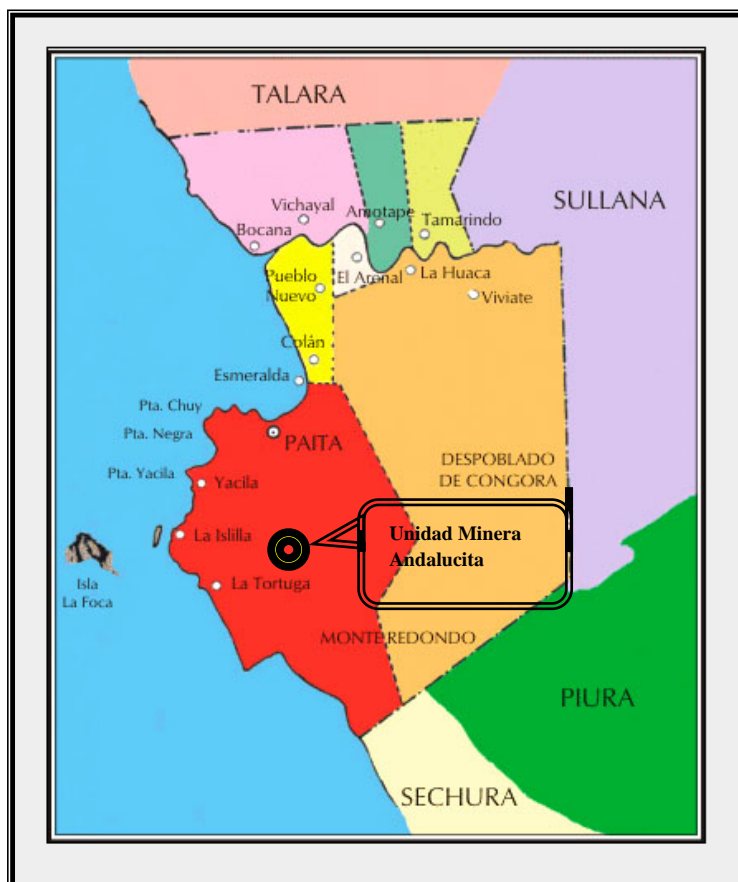 TALARA
SULLANA
Vichayal
Amotape
Tamarindo
Bocana
Pueblo
Nuevo
El Arenal
La Huaca
Viviate
Colán
Esmeralda
Pta. Chuy
Pta. Negra
PAITA
Pta. Yacila
Yacila
DESPOBLADO
DE CONGORA
La Islilla
Unidad Minera
Andalucita
Isla
La Foca
La Tortuga
MONTE REDONDO
PIURA
SECHURA